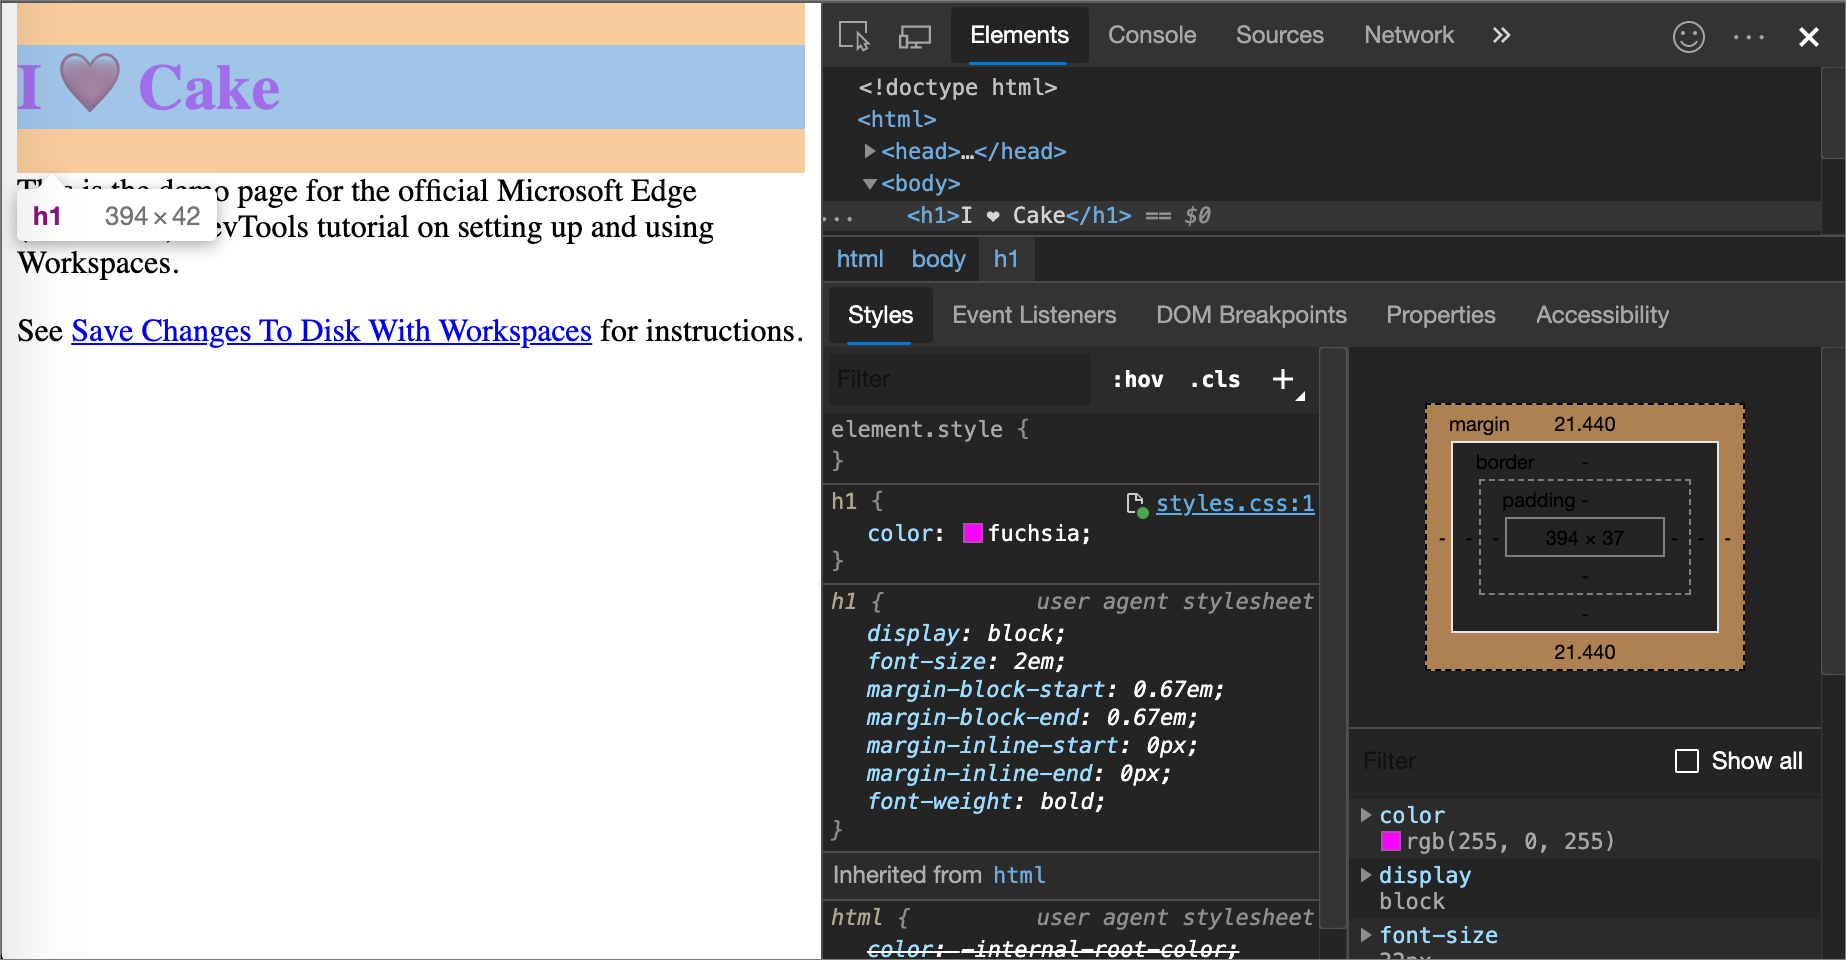 I ❤ Cake
This is the demo page for the official Microsoft Edge
evTools tutorial on setting up and using
Workspaces.
h1 394 × 42
See Save Changes To Disk With Workspaces for instructions.
Elements Console Sources Network »
<!doctype html>
<html>
<head>…</head>
<body>
... <h1>I ❤ Cake</h1> == $0
html body h1
Styles Event Listeners DOM Breakpoints Properties Accessibility
Filter :hov .cls +
element.style {
}
h1 { styles.css:1
color: fuchsia;
}
h1 { user agent stylesheet
display: block;
font-size: 2em;
margin-block-start: 0.67em;
margin-block-end: 0.67em;
margin-inline-start: 0px;
margin-inline-end: 0px;
font-weight: bold;
}
Inherited from html
html { user agent stylesheet
color: -internal-root-color;
margin 21.440
border -
padding -
- - - 394 × 37 - - -
-
-
21.440
Filter Show all
color
rgb(255, 0, 255)
display
block
font-size
32px